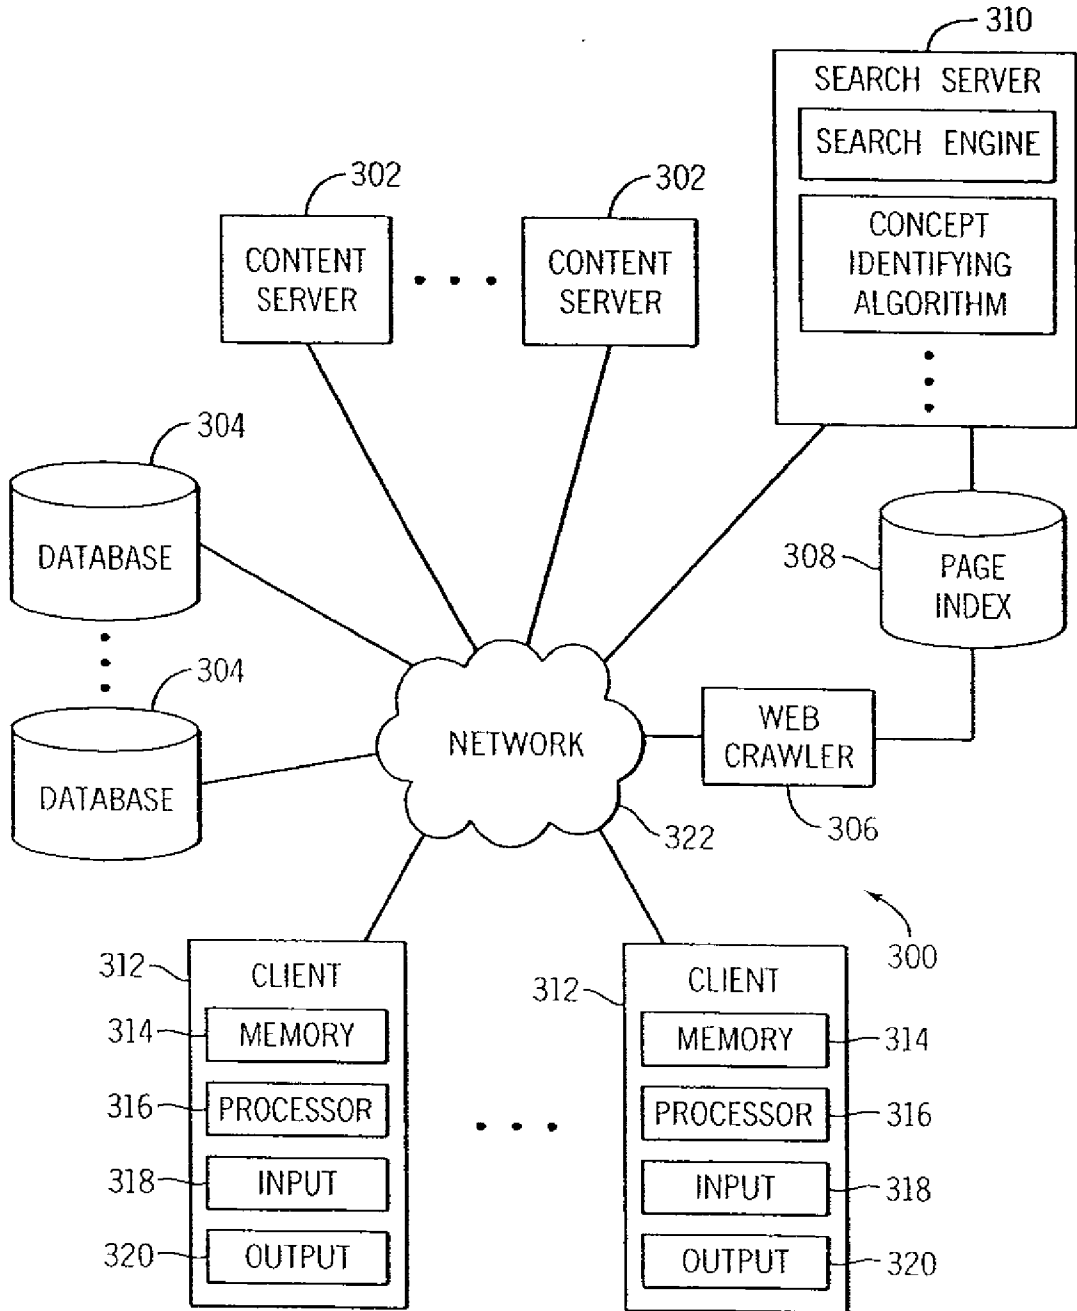 310
SEARCH SERVER
SEARCH ENGINE
CONCEPT
IDENTIFYING
ALGORITHM
302
CONTENT
SERVER
302
CONTENT
SERVER
304
DATABASE
304
DATABASE
308
PAGE
INDEX
NETWORK
322
WEB
CRAWLER
306
300
312
CLIENT
314
MEMORY
316
PROCESSOR
318
INPUT
320
OUTPUT
312
CLIENT
MEMORY
314
PROCESSOR
316
INPUT
318
OUTPUT
320